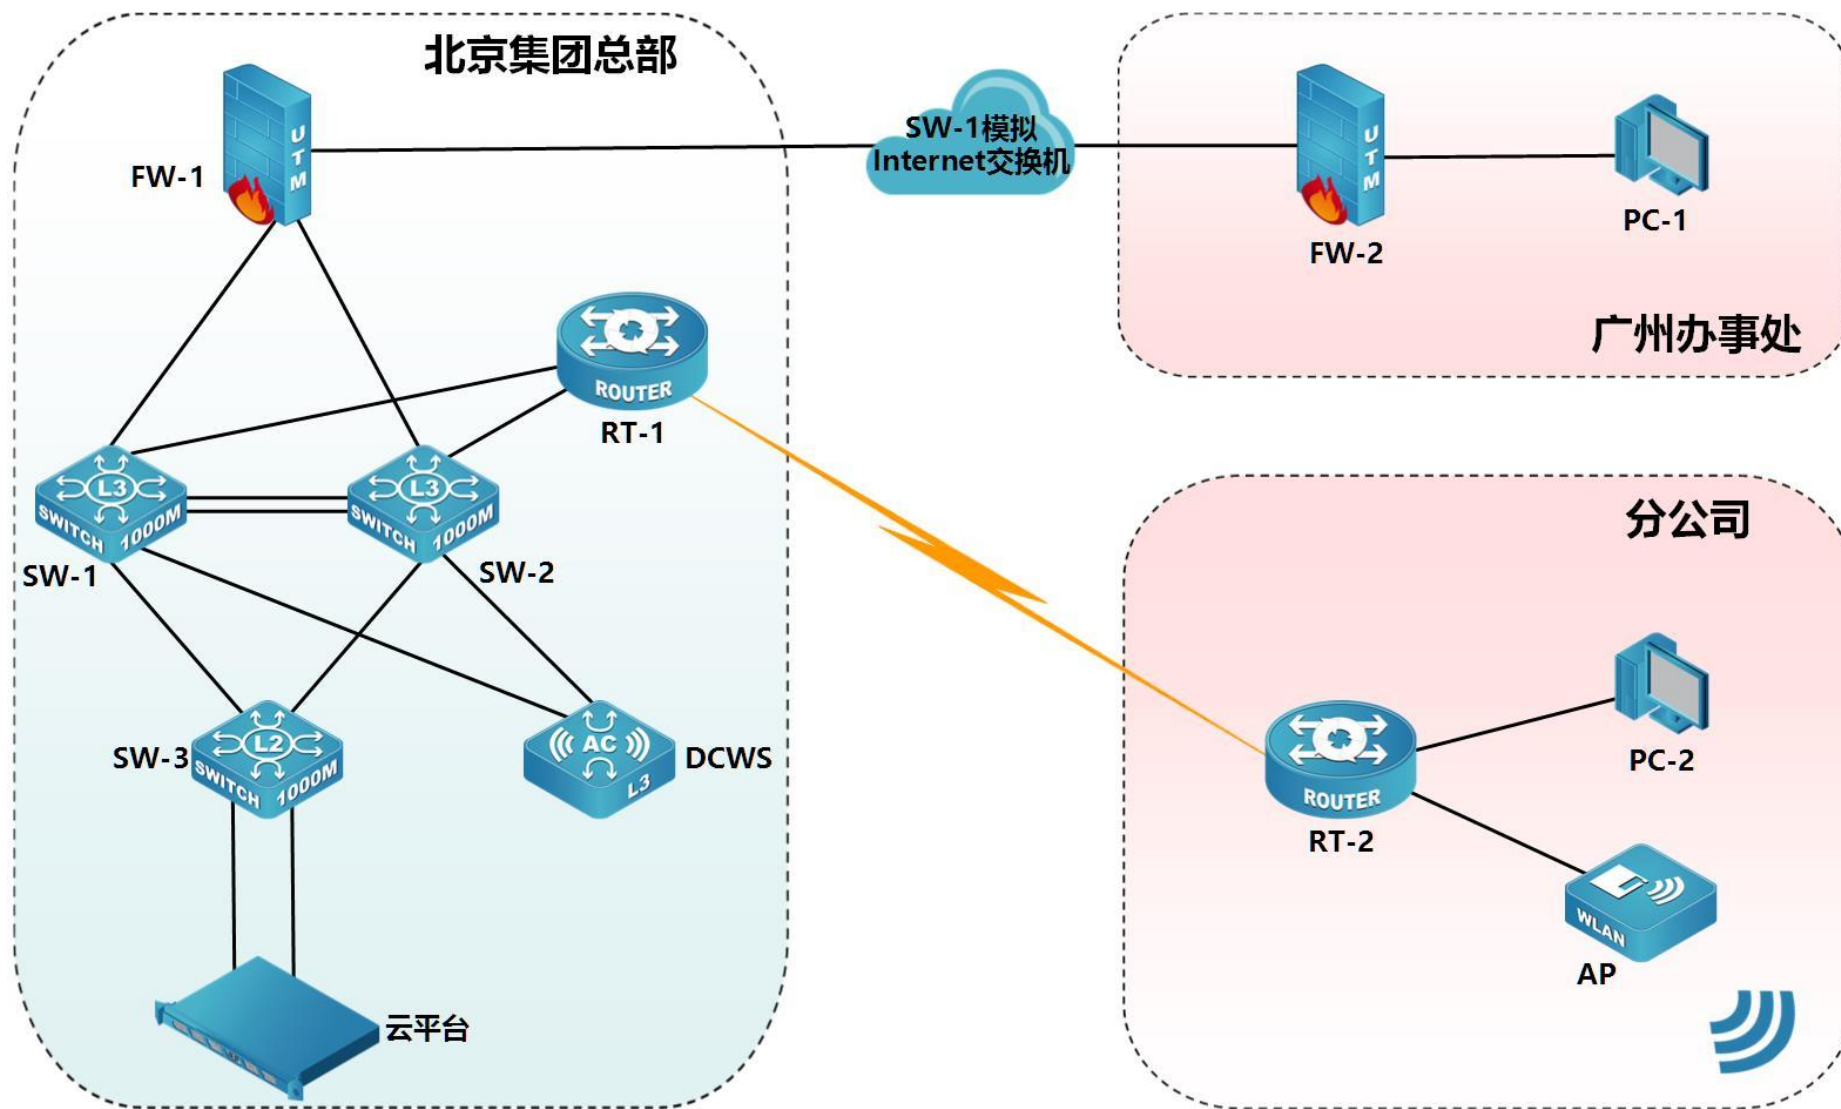 北京集团总部
UTM
FW-1
SW-1模拟
Internet交换机
UTM
FW-2
PC-1
广州办事处
ROUTER
RT-1
L3
SWITCH 1000M
SW-1
L3
SWITCH 1000M
SW-2
分公司
L2
SWITCH 1000M
SW-3
AC
L3
DCWS
PC-2
ROUTER
RT-2
WLAN
AP
云平台